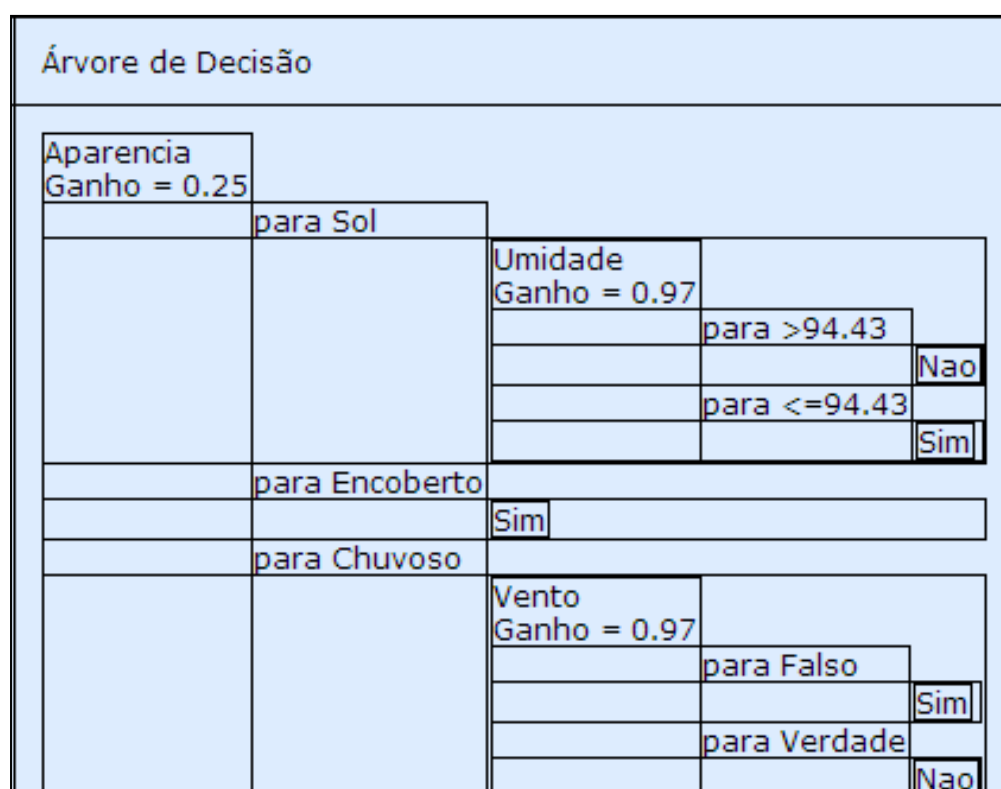 Árvore de Decisão
Aparencia
Ganho = 0.25
para Sol
Umidade
Ganho = 0.97
para >94.43
Nao
para <=94.43
Sim
para Encoberto
Sim
para Chuvoso
Vento
Ganho = 0.97
para Falso
Sim
para Verdade
Nao